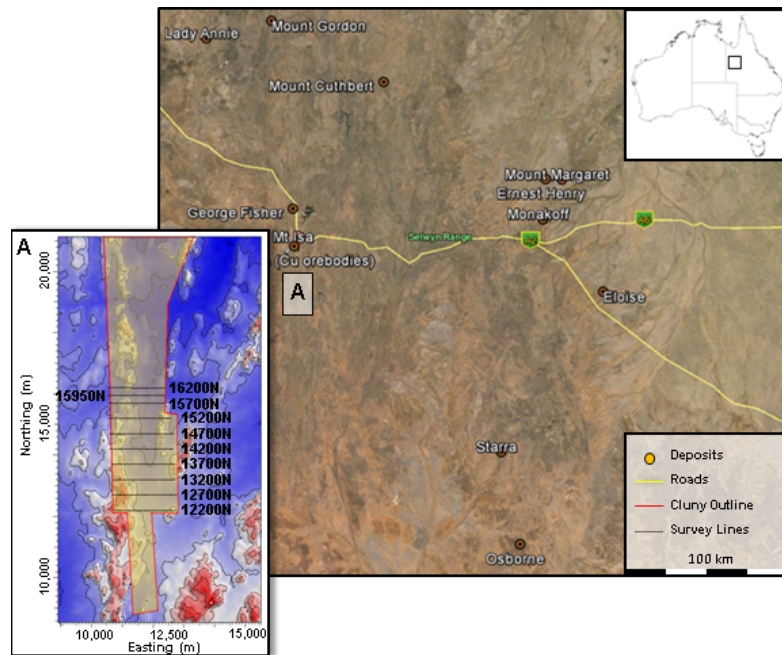 Lady Annie
Mount Gordon
Mount Cuthbert
Mount Margaret
Ernest Henry
Monakoff
George Fisher
Mt Isa
(Cu orebodies)
Selwyn Range
A
Eloise
Starra
Osborne
Deposits
Roads
Cluny Outline
Survey Lines
100 km
A
Northing (m)
20,000
15,000
10,000
15950N
16200N
15700N
15200N
14700N
14200N
13700N
13200N
12700N
12200N
10,000
12,500
15,500
Easting (m)